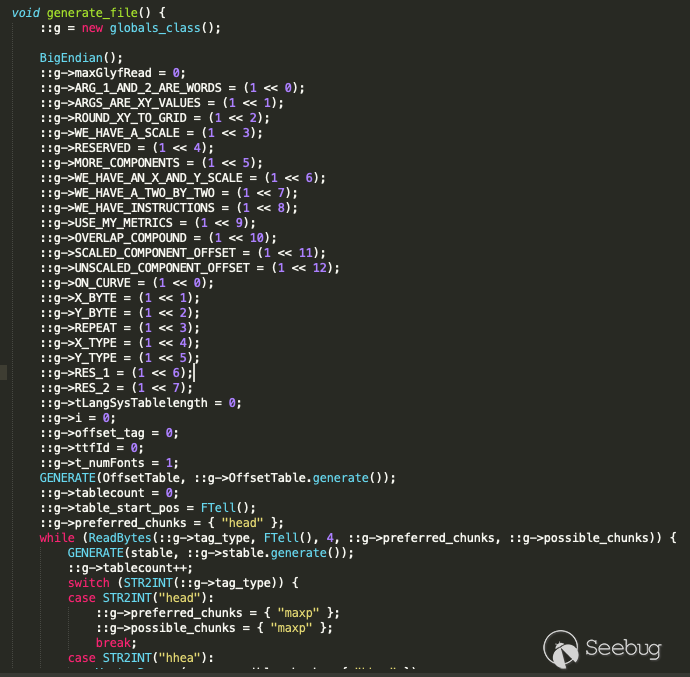 void generate_file() {
::g = new globals_class();
BigEndian();
::g->maxGlyfRead = 0;
::g->ARG_1_AND_2_ARE_WORDS = (1 << 0);
::g->ARGS_ARE_XY_VALUES = (1 << 1);
::g->ROUND_XY_TO_GRID = (1 << 2);
::g->WE_HAVE_A_SCALE = (1 << 3);
::g->RESERVED = (1 << 4);
::g->MORE_COMPONENTS = (1 << 5);
::g->WE_HAVE_AN_X_AND_Y_SCALE = (1 << 6);
::g->WE_HAVE_A_TWO_BY_TWO = (1 << 7);
::g->WE_HAVE_INSTRUCTIONS = (1 << 8);
::g->USE_MY_METRICS = (1 << 9);
::g->OVERLAP_COMPOUND = (1 << 10);
::g->SCALED_COMPONENT_OFFSET = (1 << 11);
::g->UNSCALED_COMPONENT_OFFSET = (1 << 12);
::g->ON_CURVE = (1 << 0);
::g->X_BYTE = (1 << 1);
::g->Y_BYTE = (1 << 2);
::g->REPEAT = (1 << 3);
::g->X_TYPE = (1 << 4);
::g->Y_TYPE = (1 << 5);
::g->RES_1 = (1 << 6);
::g->RES_2 = (1 << 7);
::g->tLangSysTablelength = 0;
::g->i = 0;
::g->offset_tag = 0;
::g->ttfId = 0;
::g->t_numFonts = 1;
GENERATE(OffsetTable, ::g->OffsetTable.generate());
::g->tablecount = 0;
::g->table_start_pos = FTell();
::g->preferred_chunks = { "head" };
while (ReadBytes(::g->tag_type, FTell(), 4, ::g->preferred_chunks, ::g->possible_chunks)) {
GENERATE(stable, ::g->stable.generate());
::g->tablecount++;
switch (STR2INT(::g->tag_type)) {
case STR2INT("head"):
::g->preferred_chunks = { "maxp" };
::g->possible_chunks = { "maxp" };
break;
case STR2INT("hhea"):
Seebug